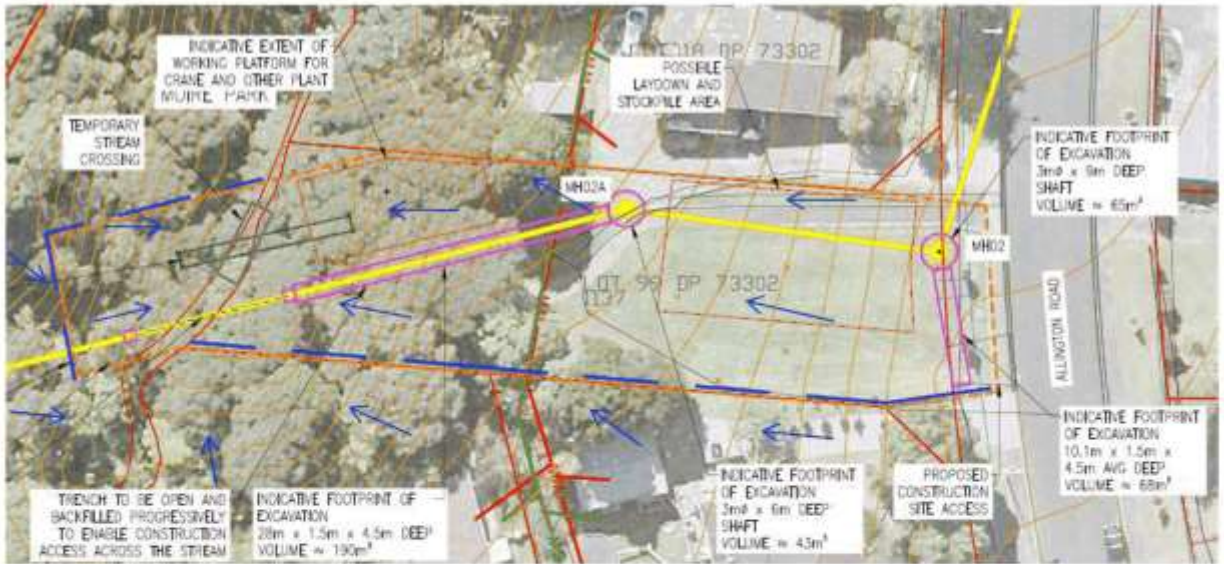 INDICATIVE EXTENT OF
WORKING PLATFORM FOR
CRANE AND OTHER PLANT
MUIRE PARK
TEMPORARY
STREAM
CROSSING
DP 73302
POSSIBLE
LAYDOWN AND
STOCKPILE AREA
INDICATIVE FOOTPRINT
OF EXCAVATION
3mø x 9m DEEP
SHAFT
VOLUME ≈ 65m³
MH02A
MH02
LOT 99 DP 73302
ALLINGTON ROAD
TRENCH TO BE OPEN AND
BACKFILLED PROGRESSIVELY
TO ENABLE CONSTRUCTION
ACCESS ACROSS THE STREAM
INDICATIVE FOOTPRINT OF
EXCAVATION
28m x 1.5m x 4.5m DEEP
VOLUME ≈ 190m³
INDICATIVE FOOTPRINT
OF EXCAVATION
3mø x 6m DEEP
SHAFT
VOLUME ≈ 43m³
PROPOSED
CONSTRUCTION
SITE ACCESS
INDICATIVE FOOTPRINT
OF EXCAVATION
10.1m x 1.5m x
4.5m AVG DEEP
VOLUME ≈ 68m³